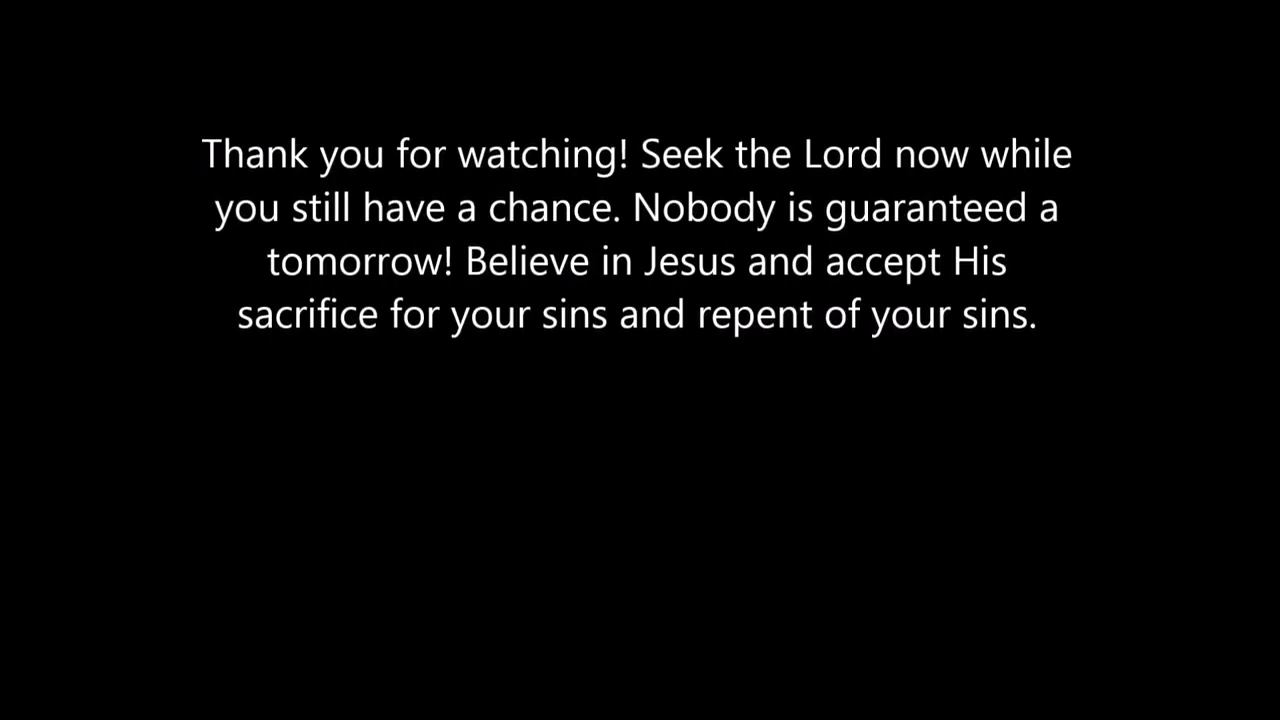 Thank you for watching! Seek the Lord now while
you still have a chance. Nobody is guaranteed a
tomorrow! Believe in Jesus and accept His
sacrifice for your sins and repent of your sins.